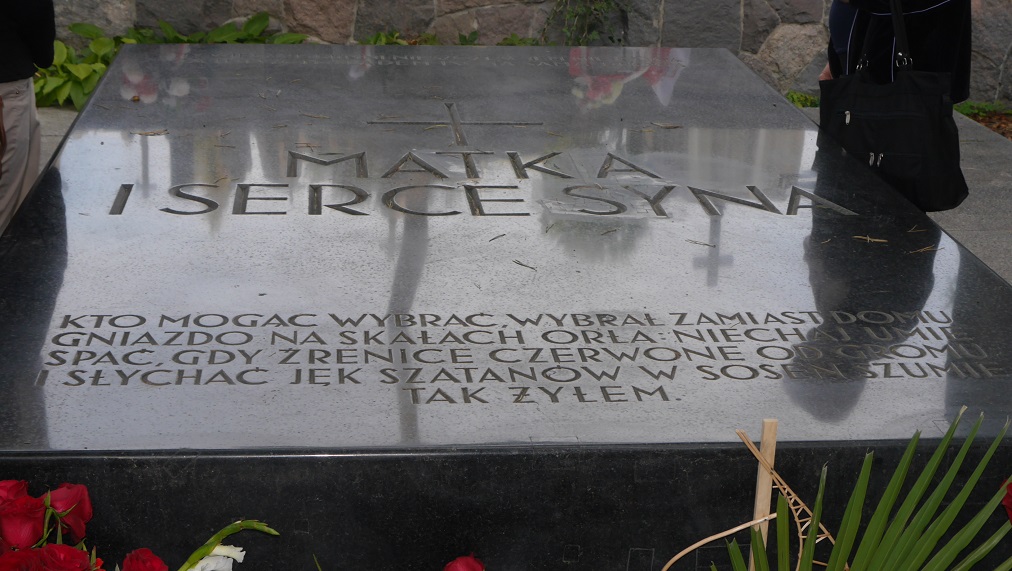 MATKA
I SERCE SYNA
KTO MOGĄC WYBRAĆ, WYBRAŁ ZAMIAST DOMU
GNIAZDO NA SKAŁACH ORŁA: NIECHAJ UMIE
SPAĆ, GDY ŹRENICE CZERWONE OD GROMU
I SŁYCHAĆ JĘK SZATANÓW W SOSEN SZUMIE
TAK ŻYŁEM.